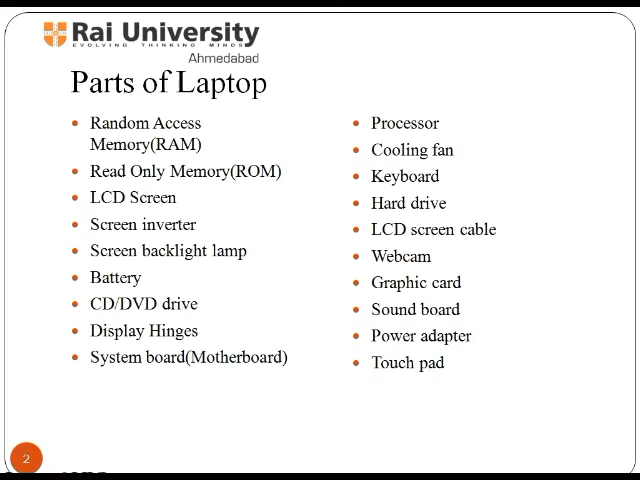 Rai University
EVOLVING THINKING MINDS
Ahmedabad
Parts of Laptop
• Random Access
Memory(RAM)
• Read Only Memory(ROM)
• LCD Screen
• Screen inverter
• Screen backlight lamp
• Battery
• CD/DVD drive
• Display Hinges
• System board(Motherboard)
• Processor
• Cooling fan
• Keyboard
• Hard drive
• LCD screen cable
• Webcam
• Graphic card
• Sound board
• Power adapter
• Touch pad
2